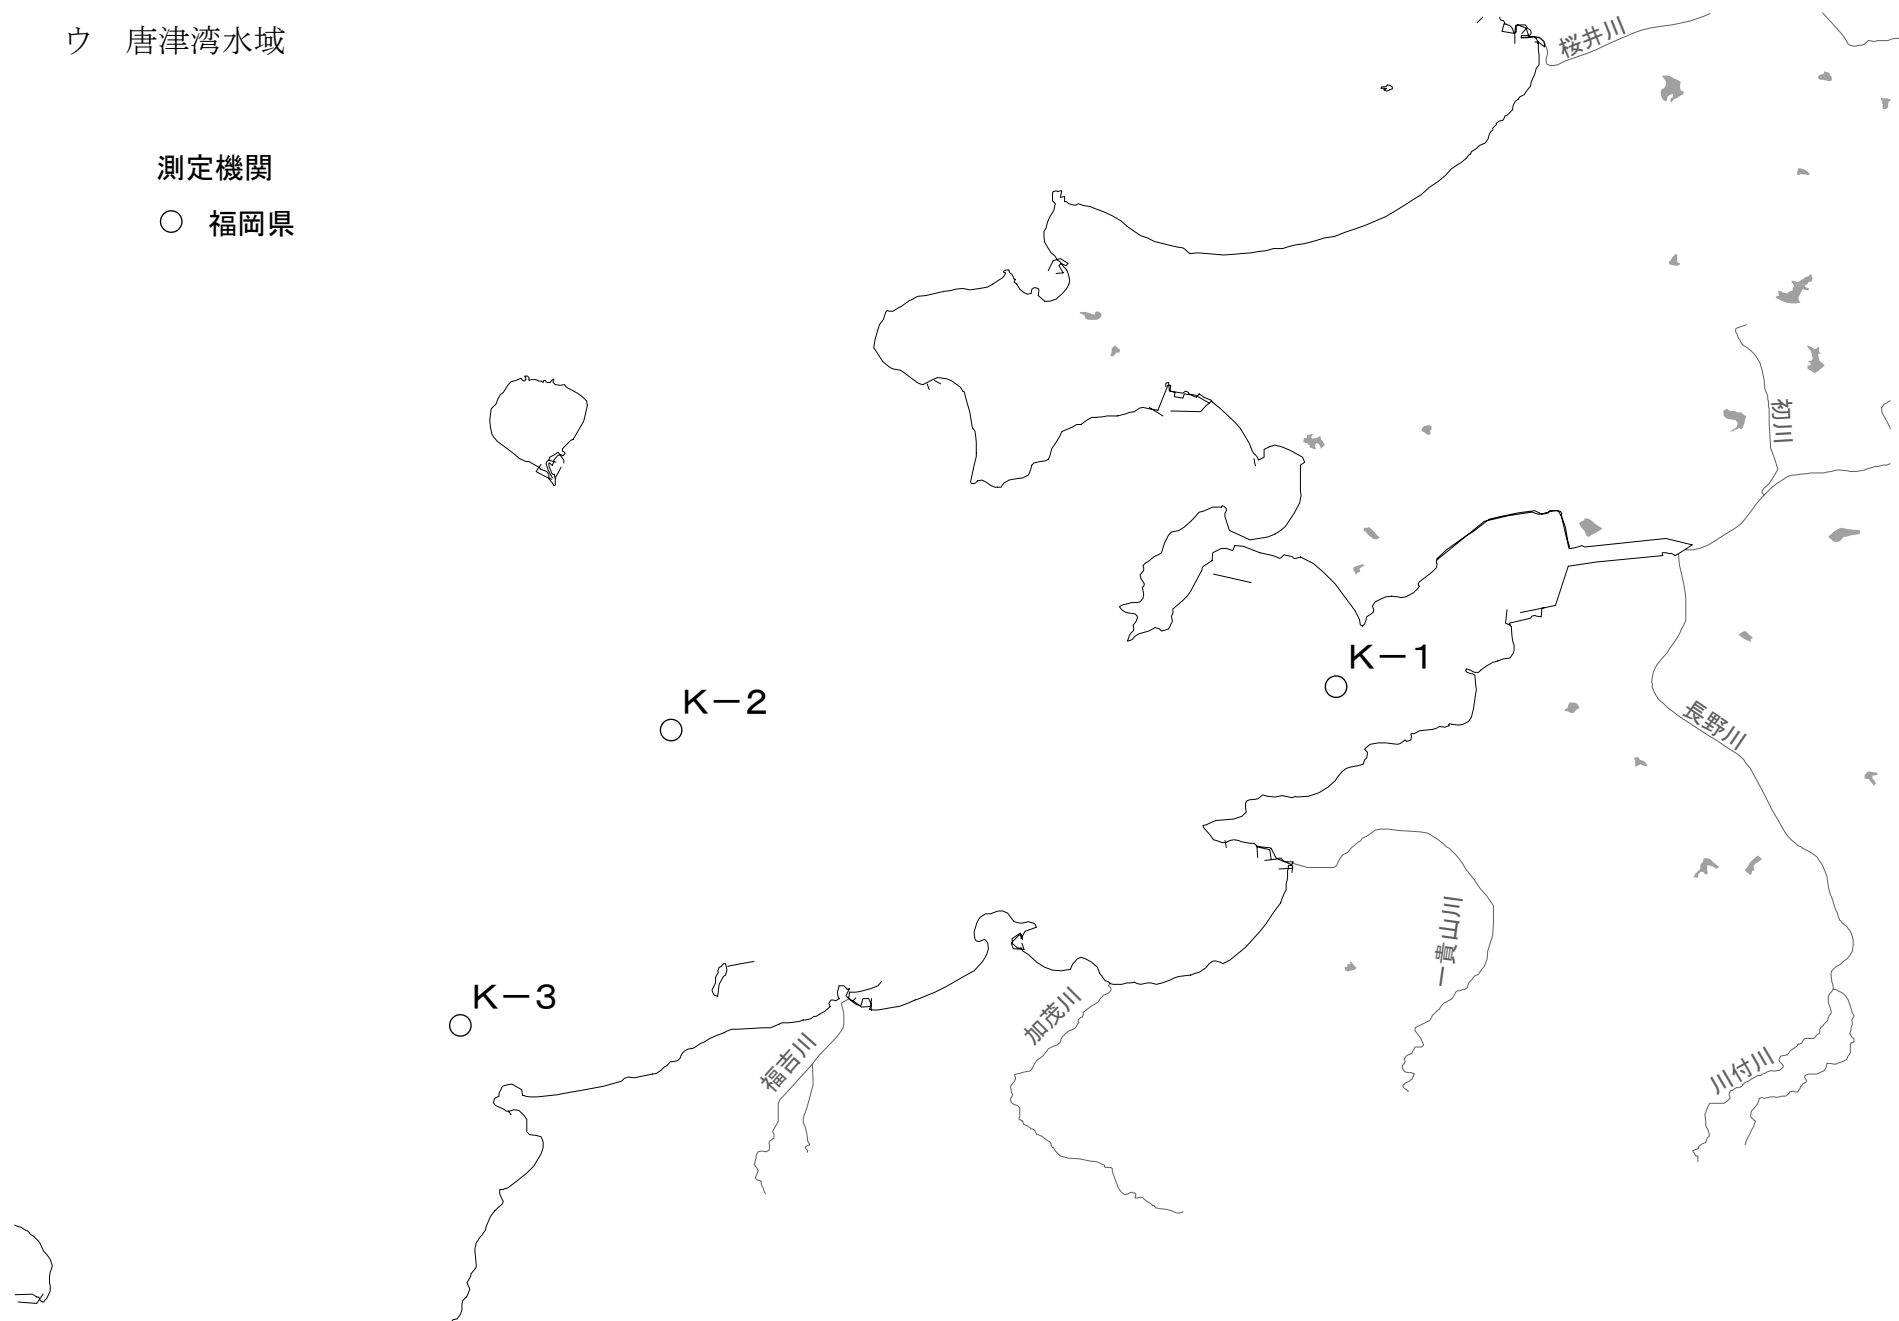 ウ 唐津湾水域
桜井川
測定機関
○ 福岡県
初川
K－1
K－2
長野川
一貴山川
K－3
加茂川
福吉川
川付川